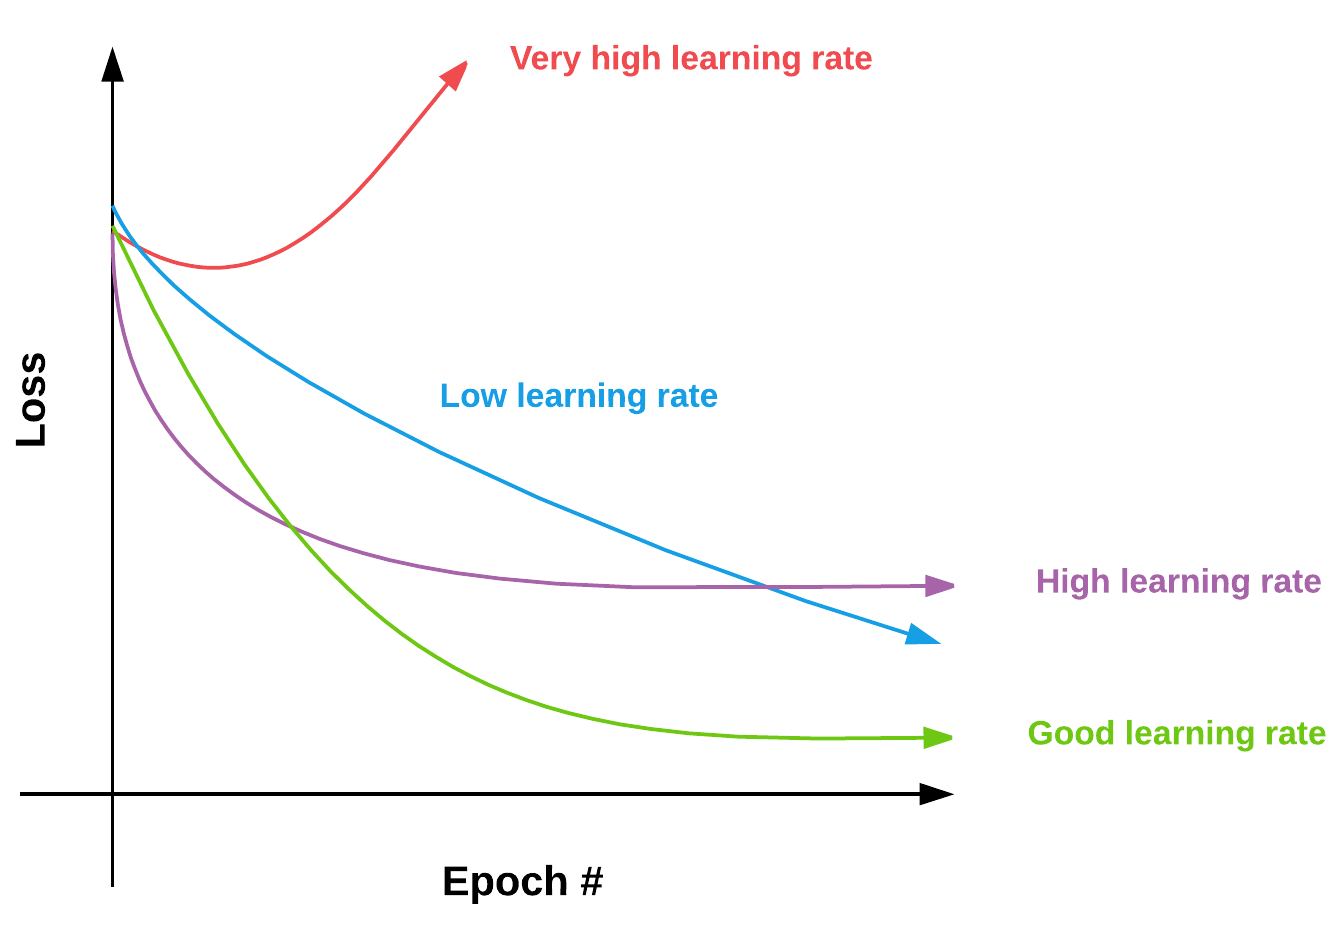 Very high learning rate
Loss
Low learning rate
High learning rate
Good learning rate
Epoch #